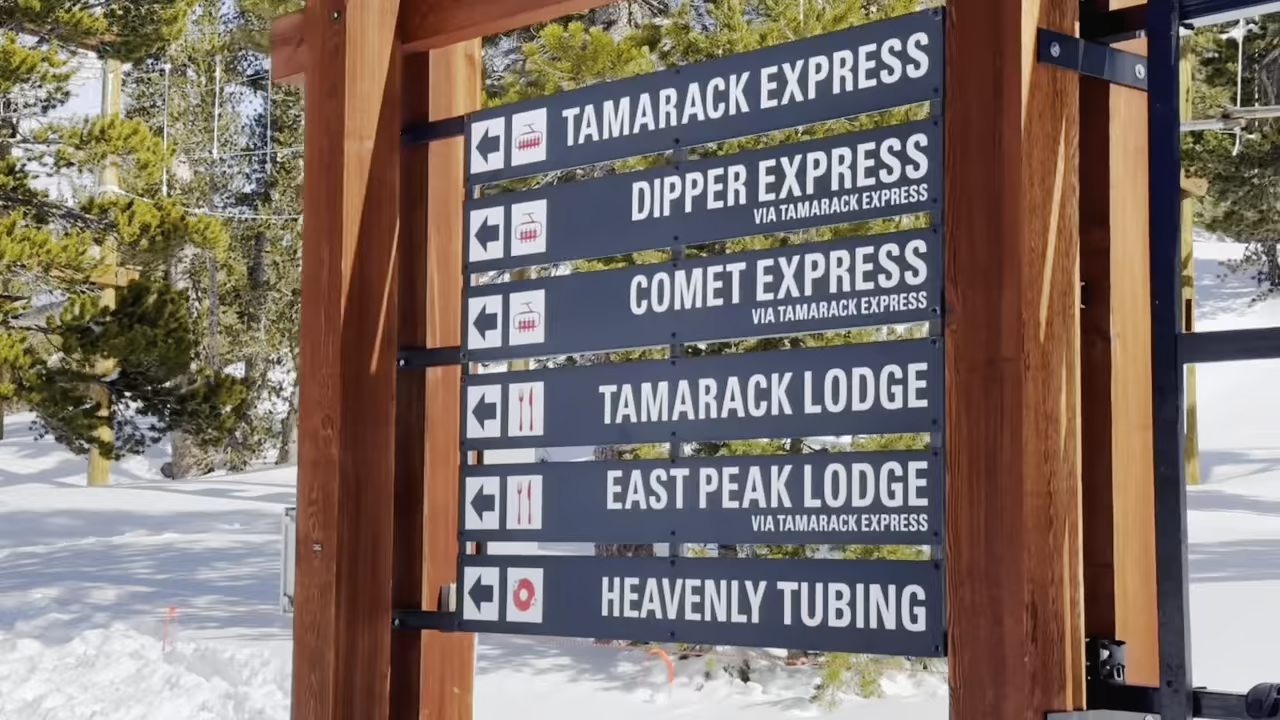 TAMARACK EXPRESS
DIPPER EXPRESS
VIA TAMARACK EXPRESS
COMET EXPRESS
VIA TAMARACK EXPRESS
TAMARACK LODGE
EAST PEAK LODGE
VIA TAMARACK EXPRESS
HEAVENLY TUBING